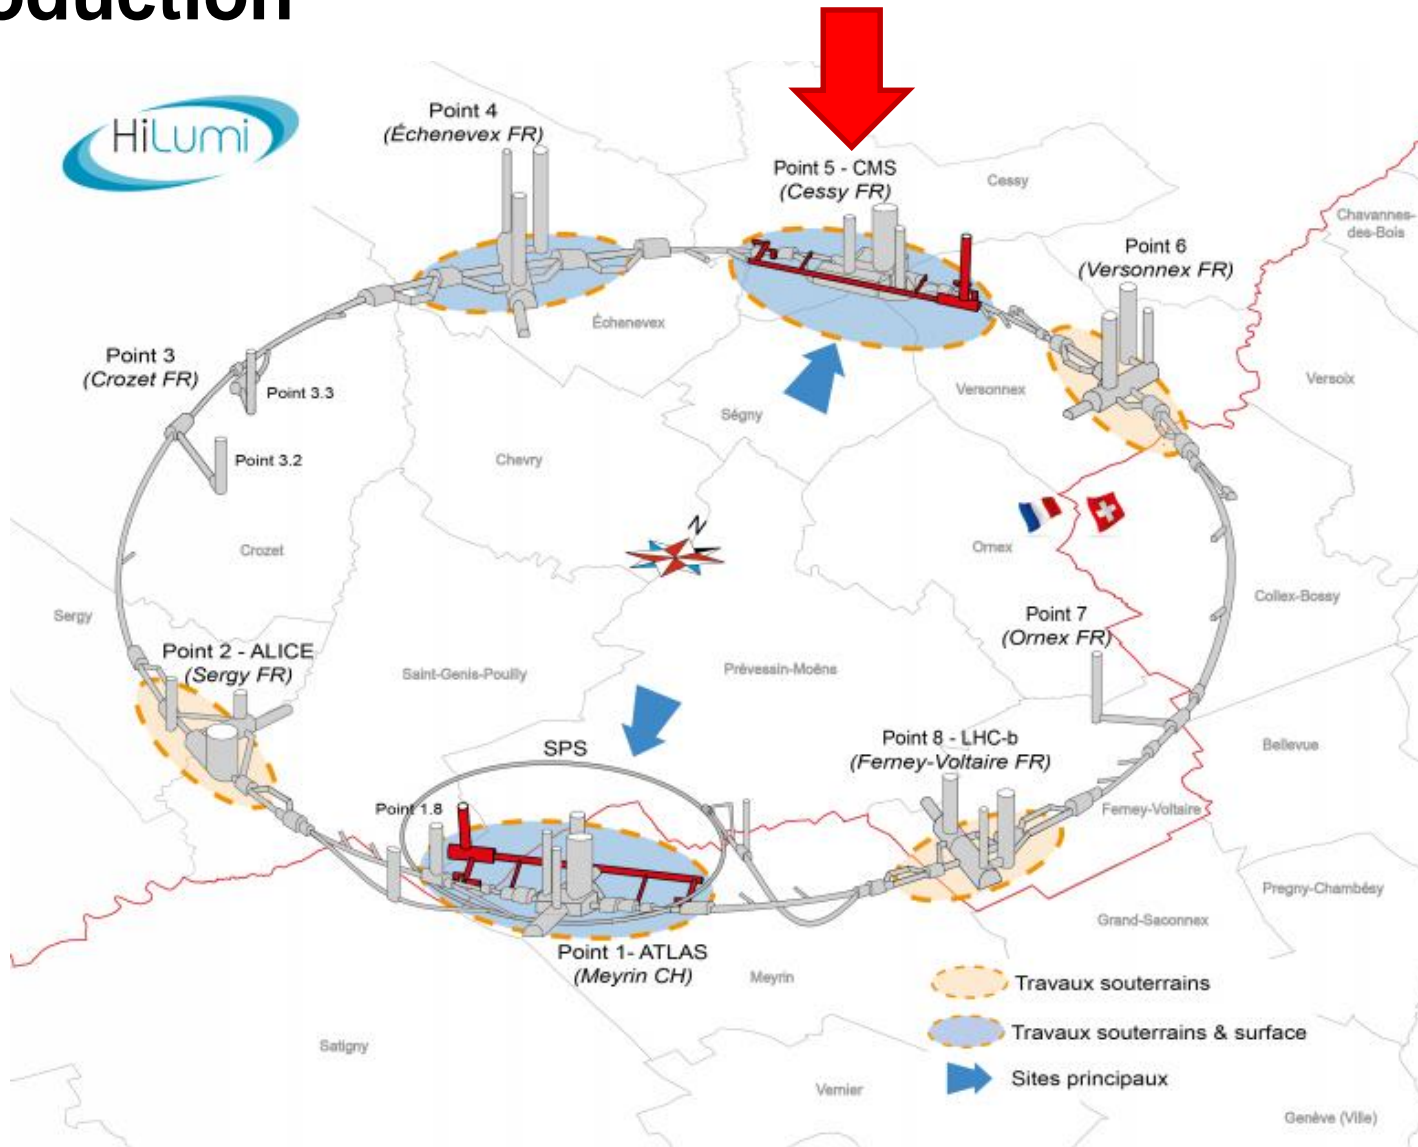 HiLumi
Point 4
(Échenevex FR)
Point 5 - CMS
(Cessy FR)
Cessy
Chavannes-
des-Bois
Point 6
(Versonnex FR)
Échenevex
Point 3
(Crozet FR)
Point 3.3
Versoix
Versonnex
Ségny
Chevry
Point 3.2
N
Crozet
Ornex
Collex-Bossy
Sergy
Point 7
(Ornex FR)
Point 2 - ALICE
(Sergy FR)
Saint-Genis-Pouilly
Prévessin-Moëns
SPS
Point 8 - LHC-b
(Ferney-Voltaire FR)
Bellevue
Point 1.8
Ferney-Voltaire
Pregny-Chambésy
Grand-Saconnex
Point 1- ATLAS
(Meyrin CH)
Meyrin
Travaux souterrains
Travaux souterrains & surface
Satigny
Sites principaux
Vernier
Genève (Ville)